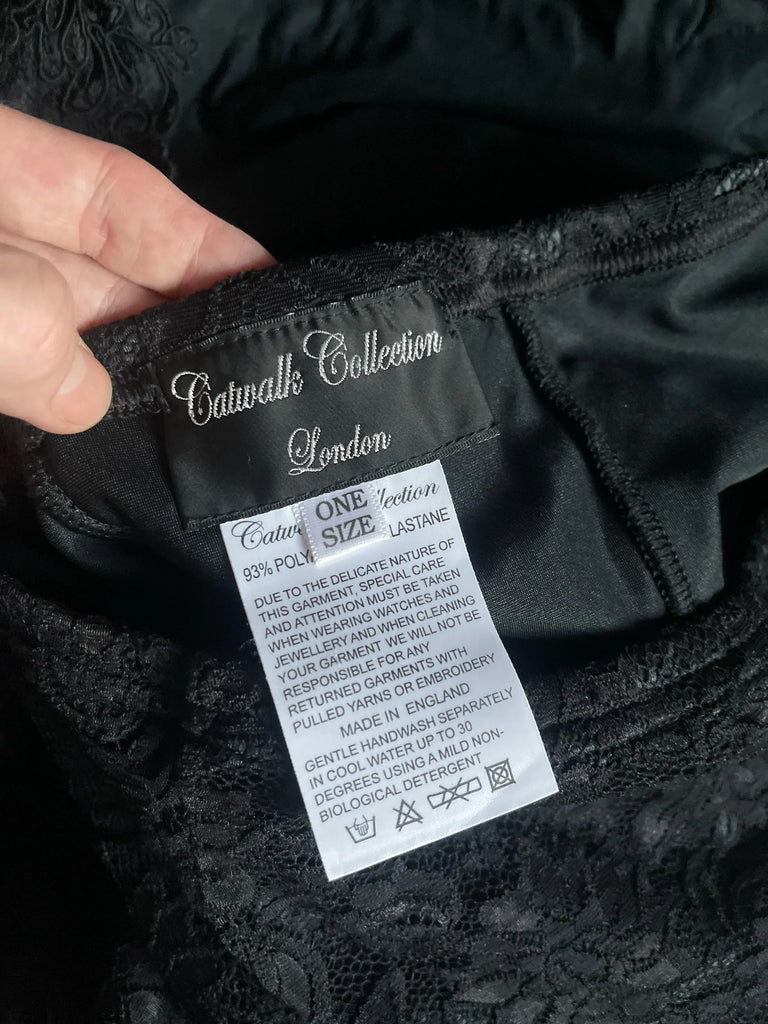 Catwalk Collection
London
ONE
SIZE
93% LASTANE
DUE TO THE DELICATE NATURE OF
THIS GARMENT, SPECIAL CARE
AND ATTENTION MUST BE TAKEN
WHEN WEARING WATCHES AND
JEWELLERY AND WHEN CLEANING
YOUR GARMENT WE WILL NOT BE
RESPONSIBLE FOR ANY
RETURNED GARMENTS WITH
PULLED YARNS OR EMBROIDERY
MADE IN ENGLAND
GENTLE HANDWASH SEPARATELY
IN COOL WATER UP TO 30
DEGREES USING A MILD NON-
BIOLOGICAL DETERGENT